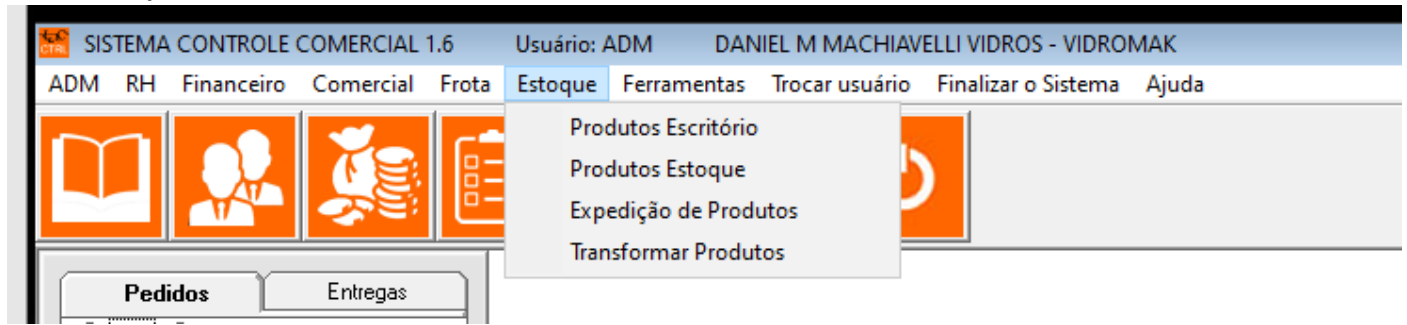 SISTEMA CONTROLE COMERCIAL 1.6 Usuário: ADM DANIEL M MACHIAVELLI VIDROS - VIDROMAK
ADM RH Financeiro Comercial Frota Estoque Ferramentas Trocar usuário Finalizar o Sistema Ajuda
Produtos Escritório
Produtos Estoque
Expedição de Produtos
Transformar Produtos
Pedidos Entregas